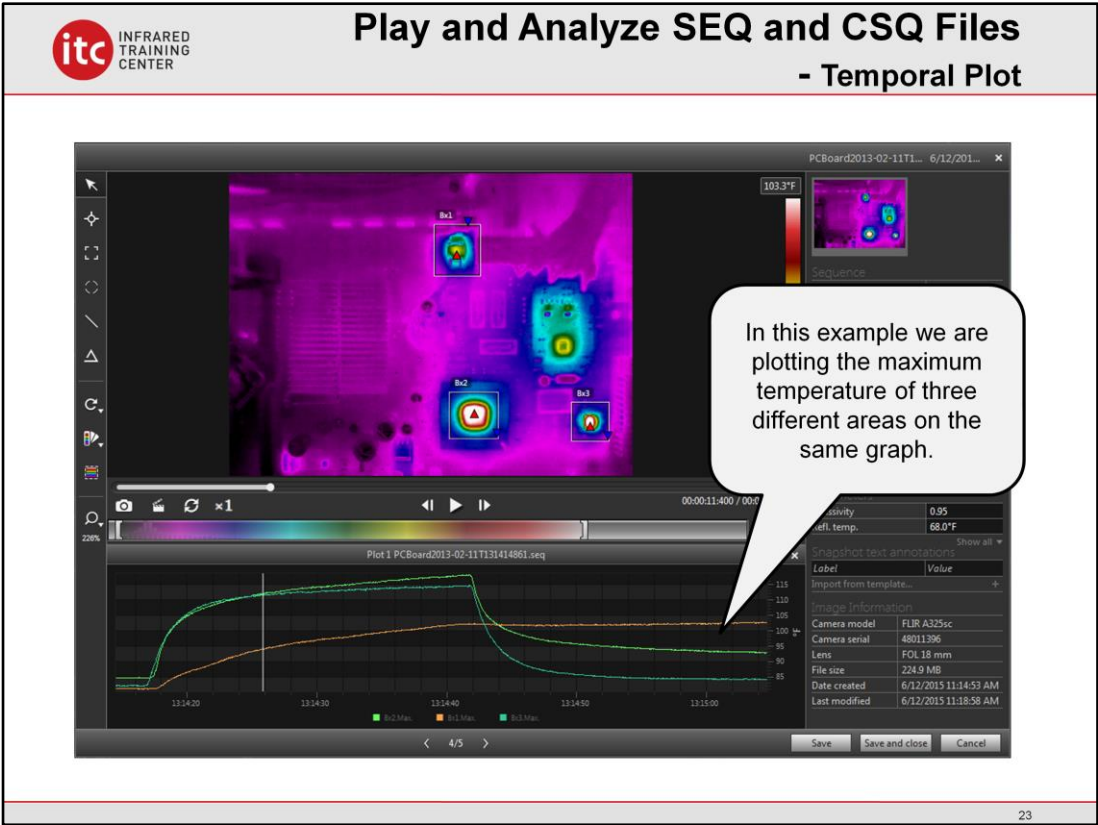 itc INFRARED
TRAINING
CENTER
Play and Analyze SEQ and CSQ Files
- Temporal Plot
PCBoard2013-02-11T1... 6/12/201...
103.3°F
Bx1
Bx2
Bx3
Sequence
In this example we are
plotting the maximum
temperature of three
different areas on the
same graph.
×1
00:00:11:400 /
226%
0.95
Refl. temp. 68.0°F
Show all
Snapshot text annotations
Label Value
Import from template... +
Image Information
Camera model FLIR A325sc
Camera serial 48011396
Lens FOL 18 mm
File size 224.9 MB
Date created 6/12/2015 11:14:53 AM
Last modified 6/12/2015 11:18:58 AM
Plot 1 PCBoard2013-02-11T131414861.seq
115
110
105
100
95
90
85
°F
13:14:20 13:14:30 13:14:40 13:14:50 13:15:00
Bx2.Max. Bx1.Max. Bx3.Max.
4/5
Save Save and close Cancel
23